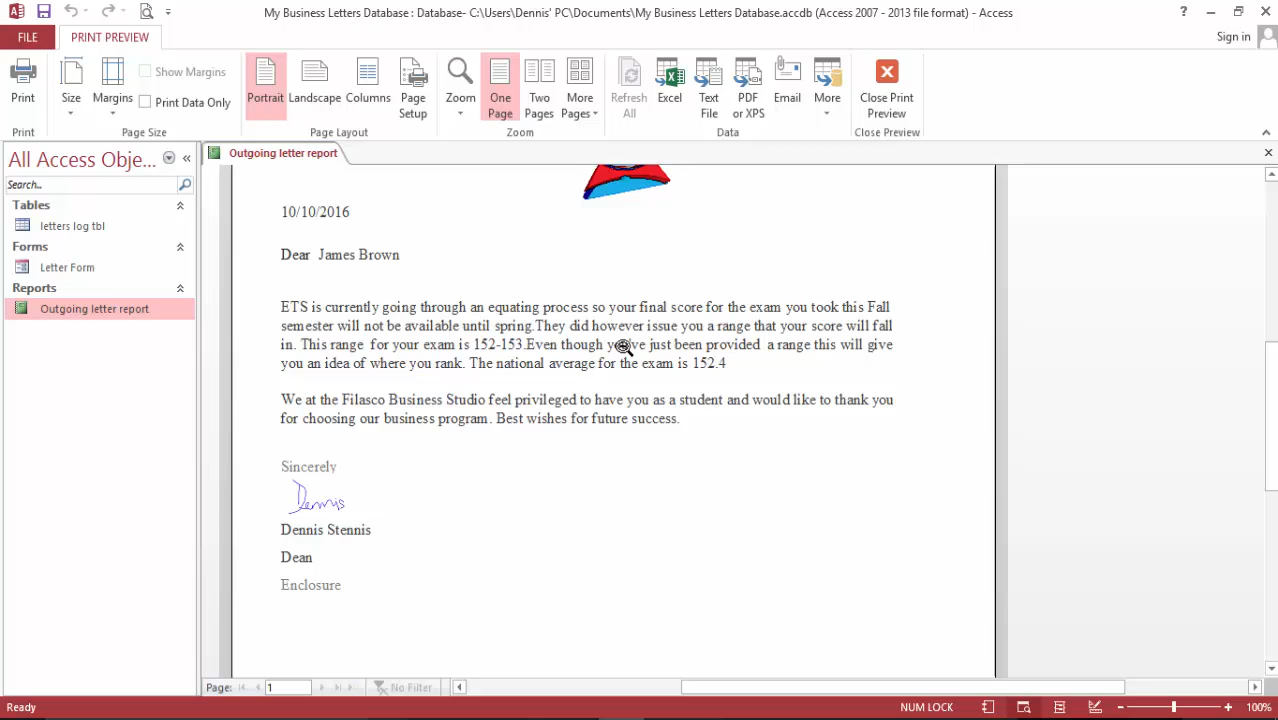 My Business Letters Database : Database- C:\Users\Dennis' PC\Documents\My Business Letters Database.accdb (Access 2007 - 2013 file format) - Access
?
FILE
PRINT PREVIEW
Sign in
Print
Size
Margins
Show Margins
Print Data Only
Portrait
Landscape
Columns
Page
Setup
Zoom
One
Page
Two
Pages
More
Pages
Refresh
All
Excel
Text
File
PDF
or XPS
Email
More
Close Print
Preview
Print
Page Size
Page Layout
Zoom
Data
Close Preview
All Access Obje...
Search...
Tables
letters log tbl
Forms
Letter Form
Reports
Outgoing letter report
Outgoing letter report
10/10/2016
Dear James Brown
ETS is currently going through an equating process so your final score for the exam you took this Fall
semester will not be available until spring.They did however issue you a range that your score will fall
in. This range for your exam is 152-153.Even though you've just been provided a range this will give
you an idea of where you rank. The national average for the exam is 152.4
We at the Filasco Business Studio feel privileged to have you as a student and would like to thank you
for choosing our business program. Best wishes for future success.
Sincerely
Dennis
Dennis Stennis
Dean
Enclosure
Page:
1
No Filter
Ready
NUM LOCK
100%